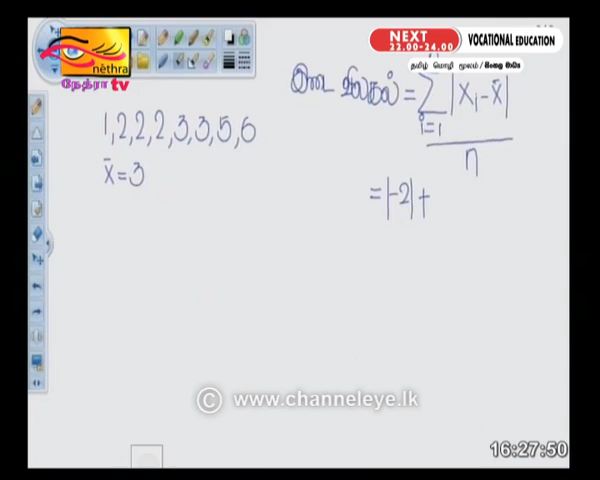 NEXT
22.00-24.00
VOCATIONAL EDUCATION
தமிழ் மொழி மூலம் / සිංහල මාධ්‍ය
nethra
நேத்ரா tv
இடை விலகல் = Σ |xᵢ - x̄|
i=1
n
1,2,2,2,3,3,5,6
x̄ = 3
= |-2| +
© www.channeleye.lk
16:27:50